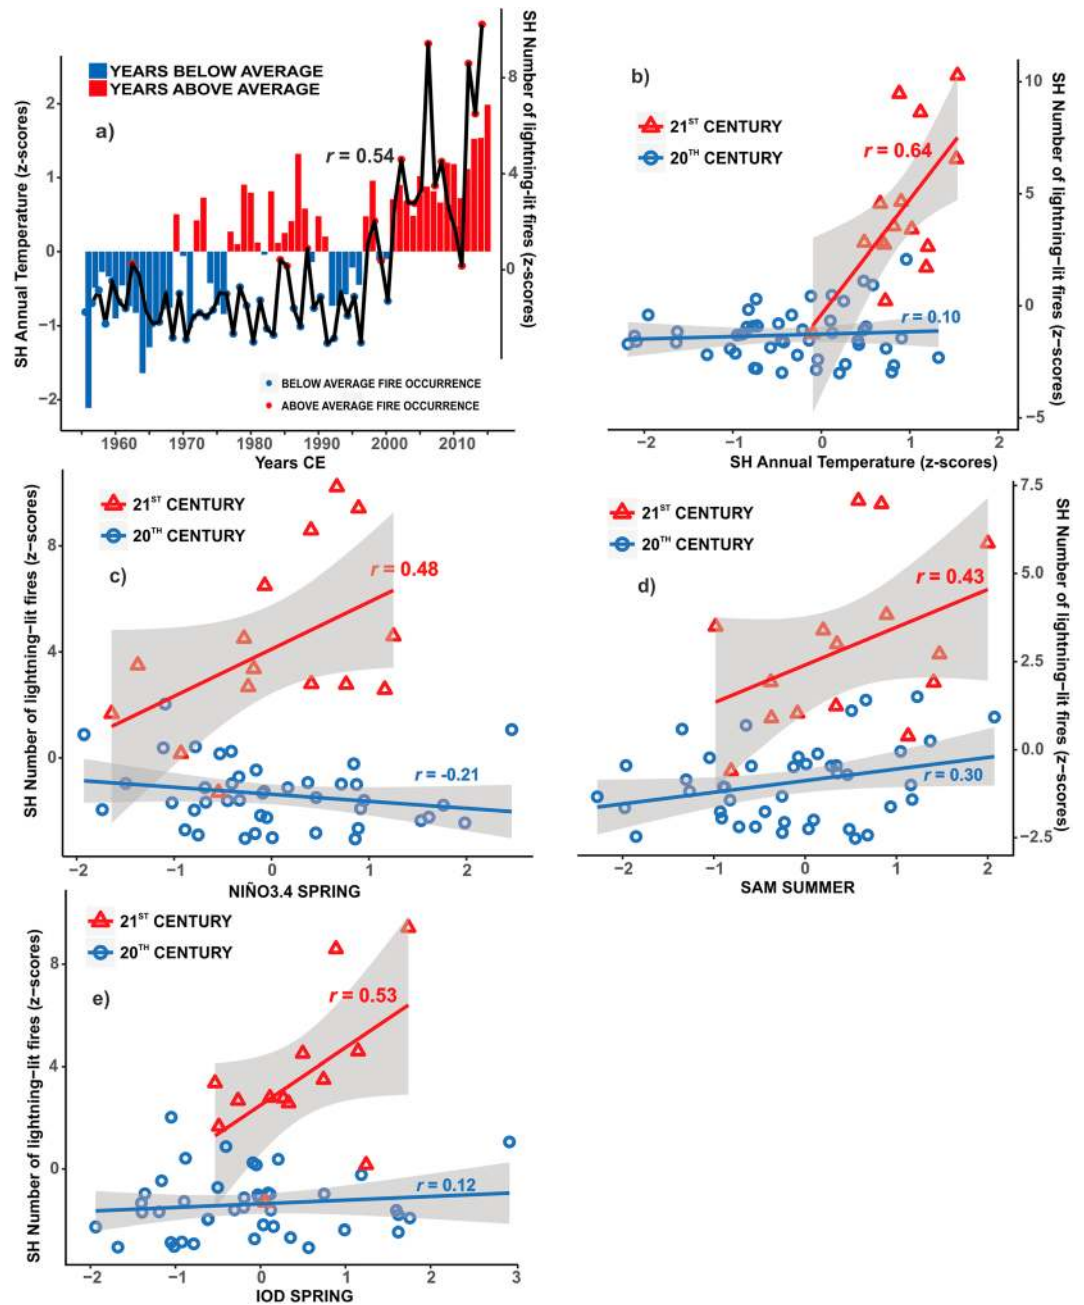 YEARS BELOW AVERAGE
YEARS ABOVE AVERAGE
a)
r = 0.54
SH Annual Temperature (z-scores)
2
1
0
−1
−2
SH Number of lightning-lit fires (z-scores)
8
4
0
BELOW AVERAGE FIRE OCCURRENCE
ABOVE AVERAGE FIRE OCCURRENCE
1960 1970 1980 1990 2000 2010
Years CE
b)
21ST CENTURY
20TH CENTURY
r = 0.64
r = 0.10
SH Number of lightning−lit fires (z−scores)
10
5
0
−5
−2 −1 0 1 2
SH Annual Temperature (z-scores)
21ST CENTURY
20TH CENTURY
c)
r = 0.48
r = -0.21
SH Number of lightning−lit fires (z−scores)
8
4
0
−2 −1 0 1 2
NIÑO3.4 SPRING
21ST CENTURY
20TH CENTURY
d)
r = 0.43
r = 0.30
SH Number of lightning−lit fires (z−scores)
7.5
5.0
2.5
0.0
−2.5
−2 −1 0 1 2
SAM SUMMER
21ST CENTURY
20TH CENTURY
e)
r = 0.53
r = 0.12
SH Number of lightning−lit fires (z−scores)
8
4
0
−2 −1 0 1 2 3
IOD SPRING